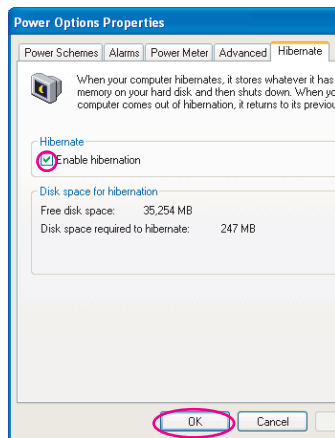 Power Options Properties
Power Schemes Alarms Power Meter Advanced Hibernate
When your computer hibernates, it stores whatever it has
memory on your hard disk and then shuts down. When yo
computer comes out of hibernation, it returns to its previou
Hibernate
Enable hibernation
Disk space for hibernation
Free disk space: 35,254 MB
Disk space required to hibernate: 247 MB
OK Cancel